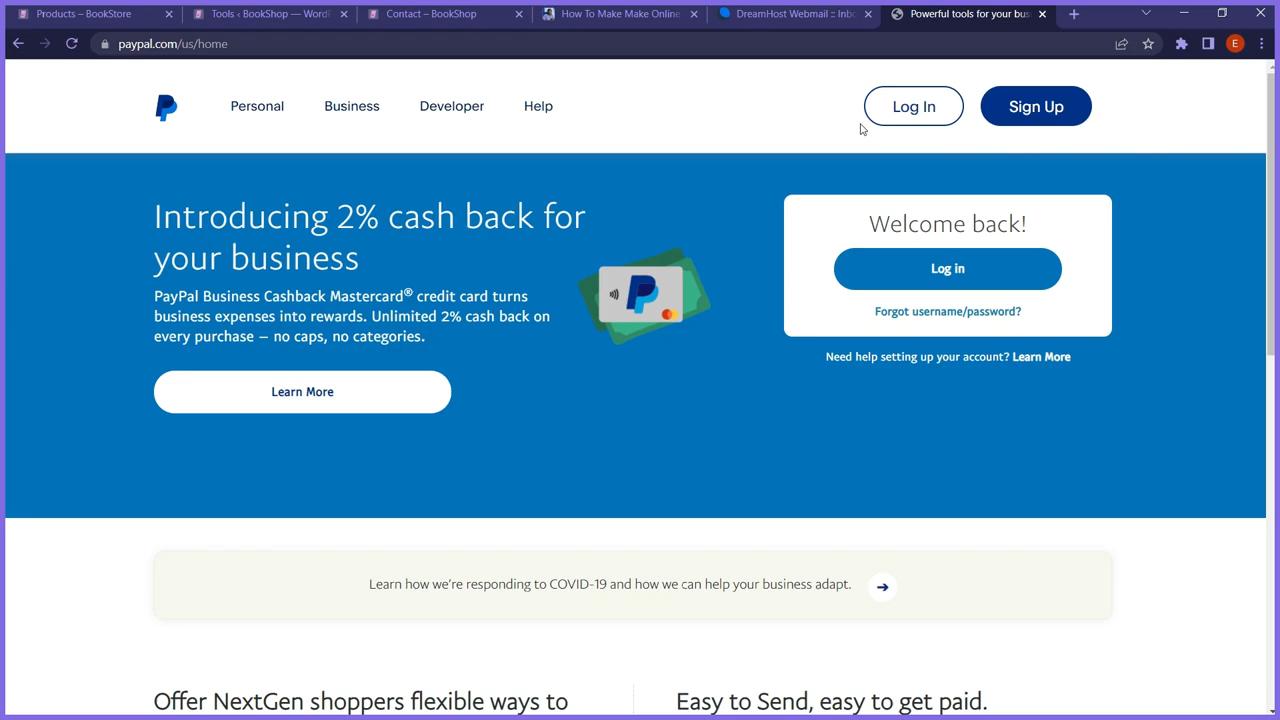 Products – BookStore
Tools ‹ BookShop — Word
Contact – BookShop
How To Make Make Online
DreamHost Webmail :: Inbo
Powerful tools for your bus
paypal.com/us/home
E
Personal
Business
Developer
Help
Log In
Sign Up
Introducing 2% cash back for
your business
PayPal Business Cashback Mastercard® credit card turns
business expenses into rewards. Unlimited 2% cash back on
every purchase – no caps, no categories.
Learn More
Welcome back!
Log in
Forgot username/password?
Need help setting up your account? Learn More
Learn how we're responding to COVID-19 and how we can help your business adapt.
Offer NextGen shoppers flexible ways to
Easy to Send, easy to get paid.